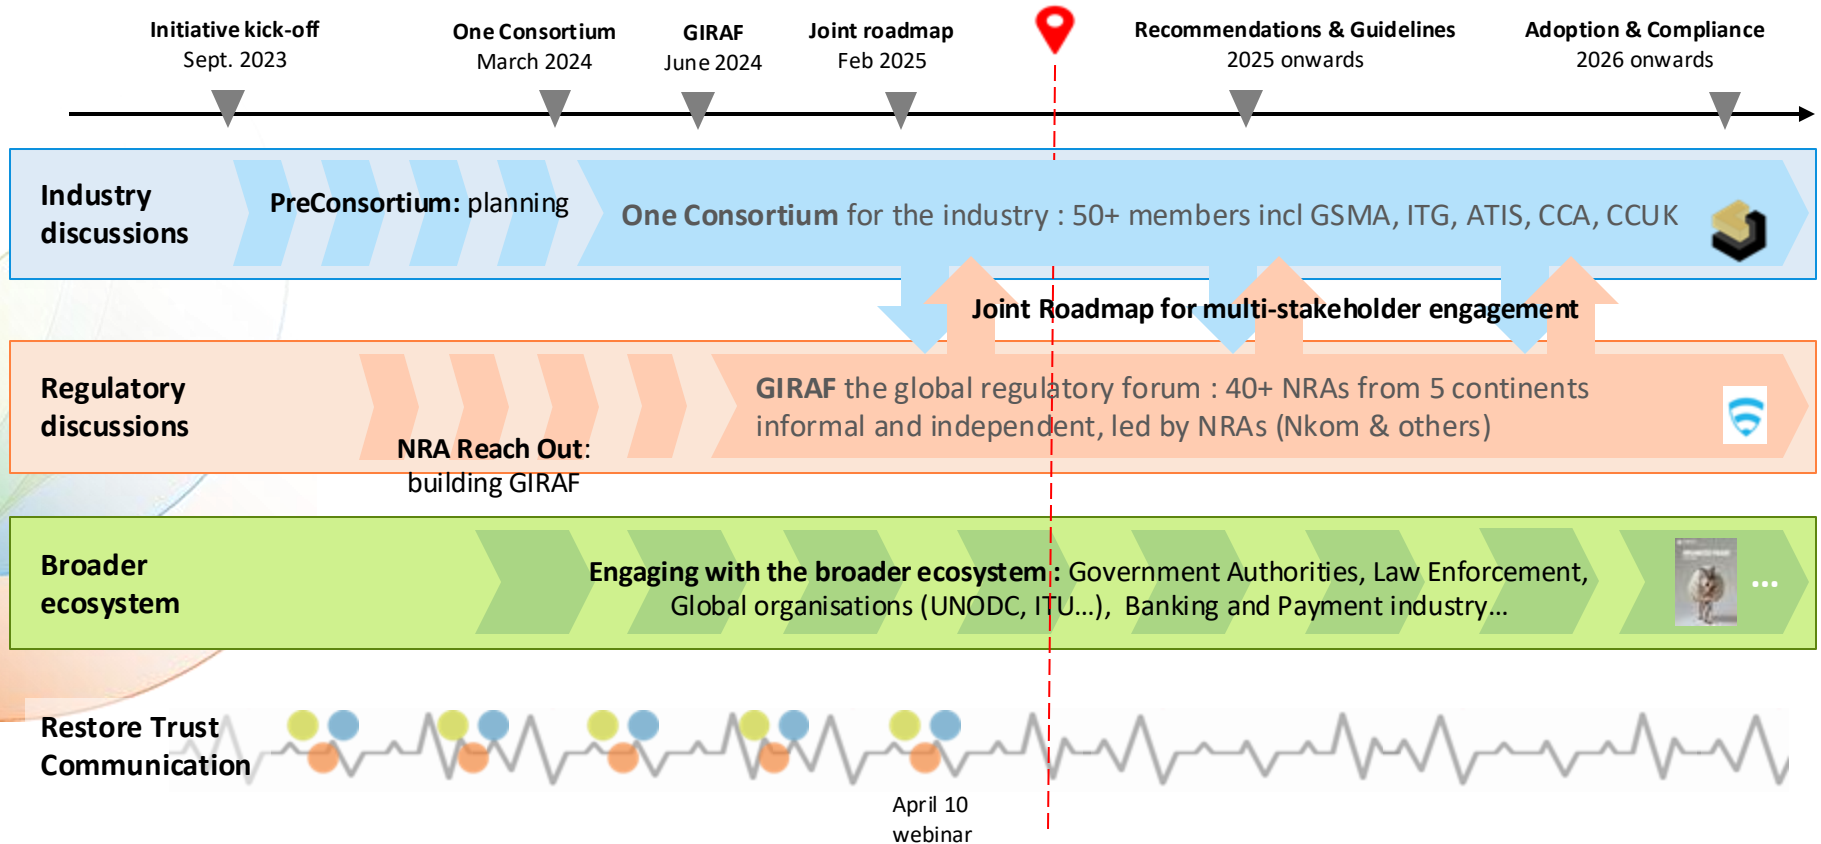 Initiative kick-off
Sept. 2023
One Consortium
March 2024
GIRAF
June 2024
Joint roadmap
Feb 2025
Recommendations & Guidelines
2025 onwards
Adoption & Compliance
2026 onwards
Industry
discussions
PreConsortium: planning
One Consortium for the industry : 50+ members incl GSMA, ITG, ATIS, CCA, CCUK
Joint Roadmap for multi-stakeholder engagement
Regulatory
discussions
NRA Reach Out:
building GIRAF
GIRAF the global regulatory forum : 40+ NRAs from 5 continents
informal and independent, led by NRAs (Nkom & others)
Broader
ecosystem
Engaging with the broader ecosystem : Government Authorities, Law Enforcement,
Global organisations (UNODC, ITU...), Banking and Payment industry...
...
Restore Trust
Communication
April 10
webinar